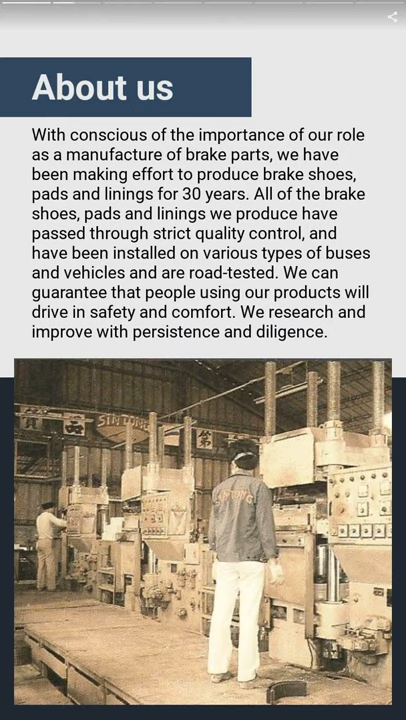 About us
With conscious of the importance of our role
as a manufacture of brake parts, we have
been making effort to produce brake shoes,
pads and linings for 30 years. All of the brake
shoes, pads and linings we produce have
passed through strict quality control, and
have been installed on various types of buses
and vehicles and are road-tested. We can
guarantee that people using our products will
drive in safety and comfort. We research and
improve with persistence and diligence.
品
第